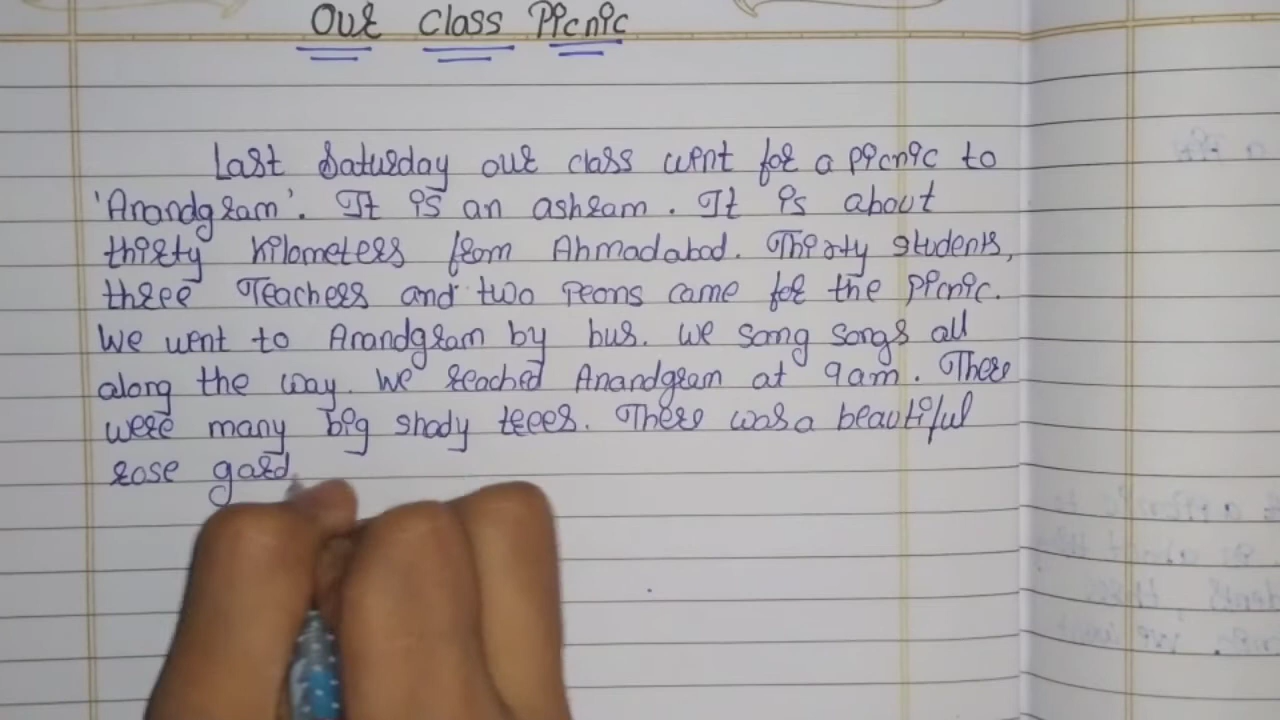 Our Class Picnic
Last Saturday our class went for a picnic to
'Anandgram'. It is an ashram. It is about
thirty kilometers from Ahmadabad. Thirty students,
three Teachers and two Peons came for the picnic.
We went to Anandgram by bus. We sang songs all
along the way. We reached Anandgram at 9am. There
were many big shady trees. There was a beautiful
rose gard